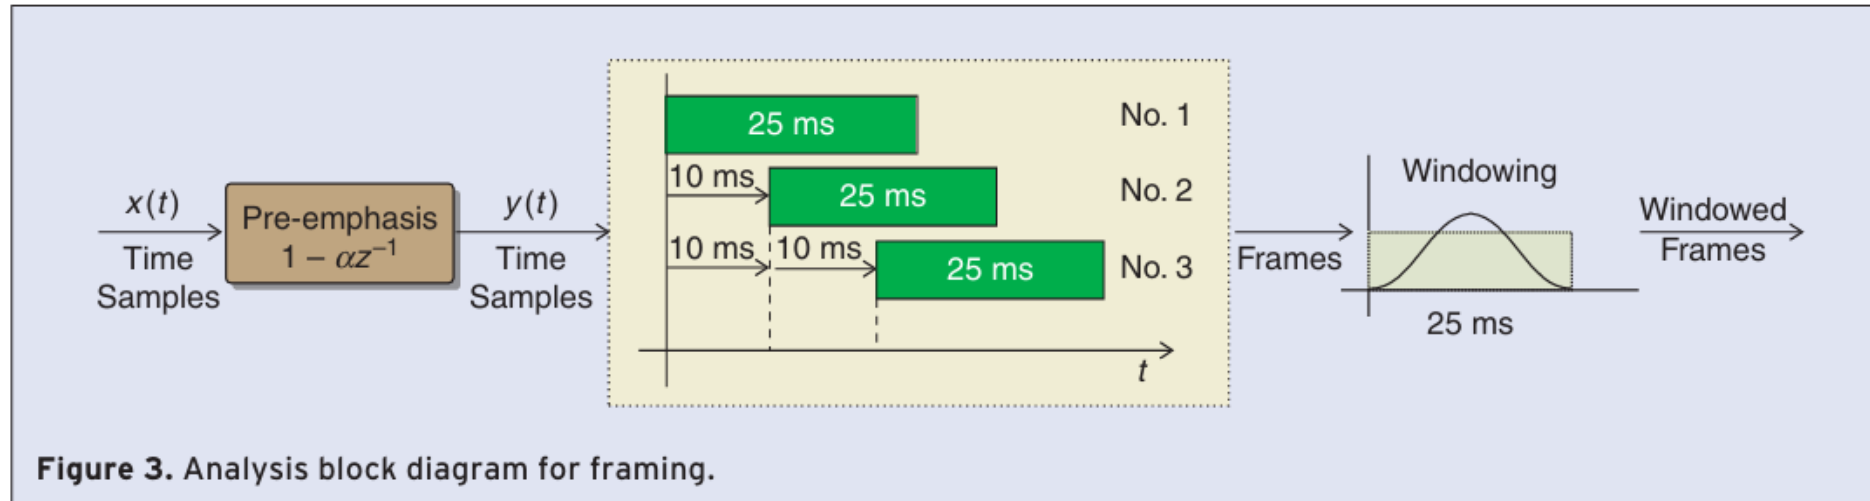 x(t)
Time
Samples
Pre-emphasis
1 – αz⁻¹
y(t)
Time
Samples
25 ms
No. 1
10 ms
25 ms
No. 2
10 ms
10 ms
25 ms
No. 3
t
Frames
Windowing
25 ms
Windowed
Frames
Figure 3. Analysis block diagram for framing.